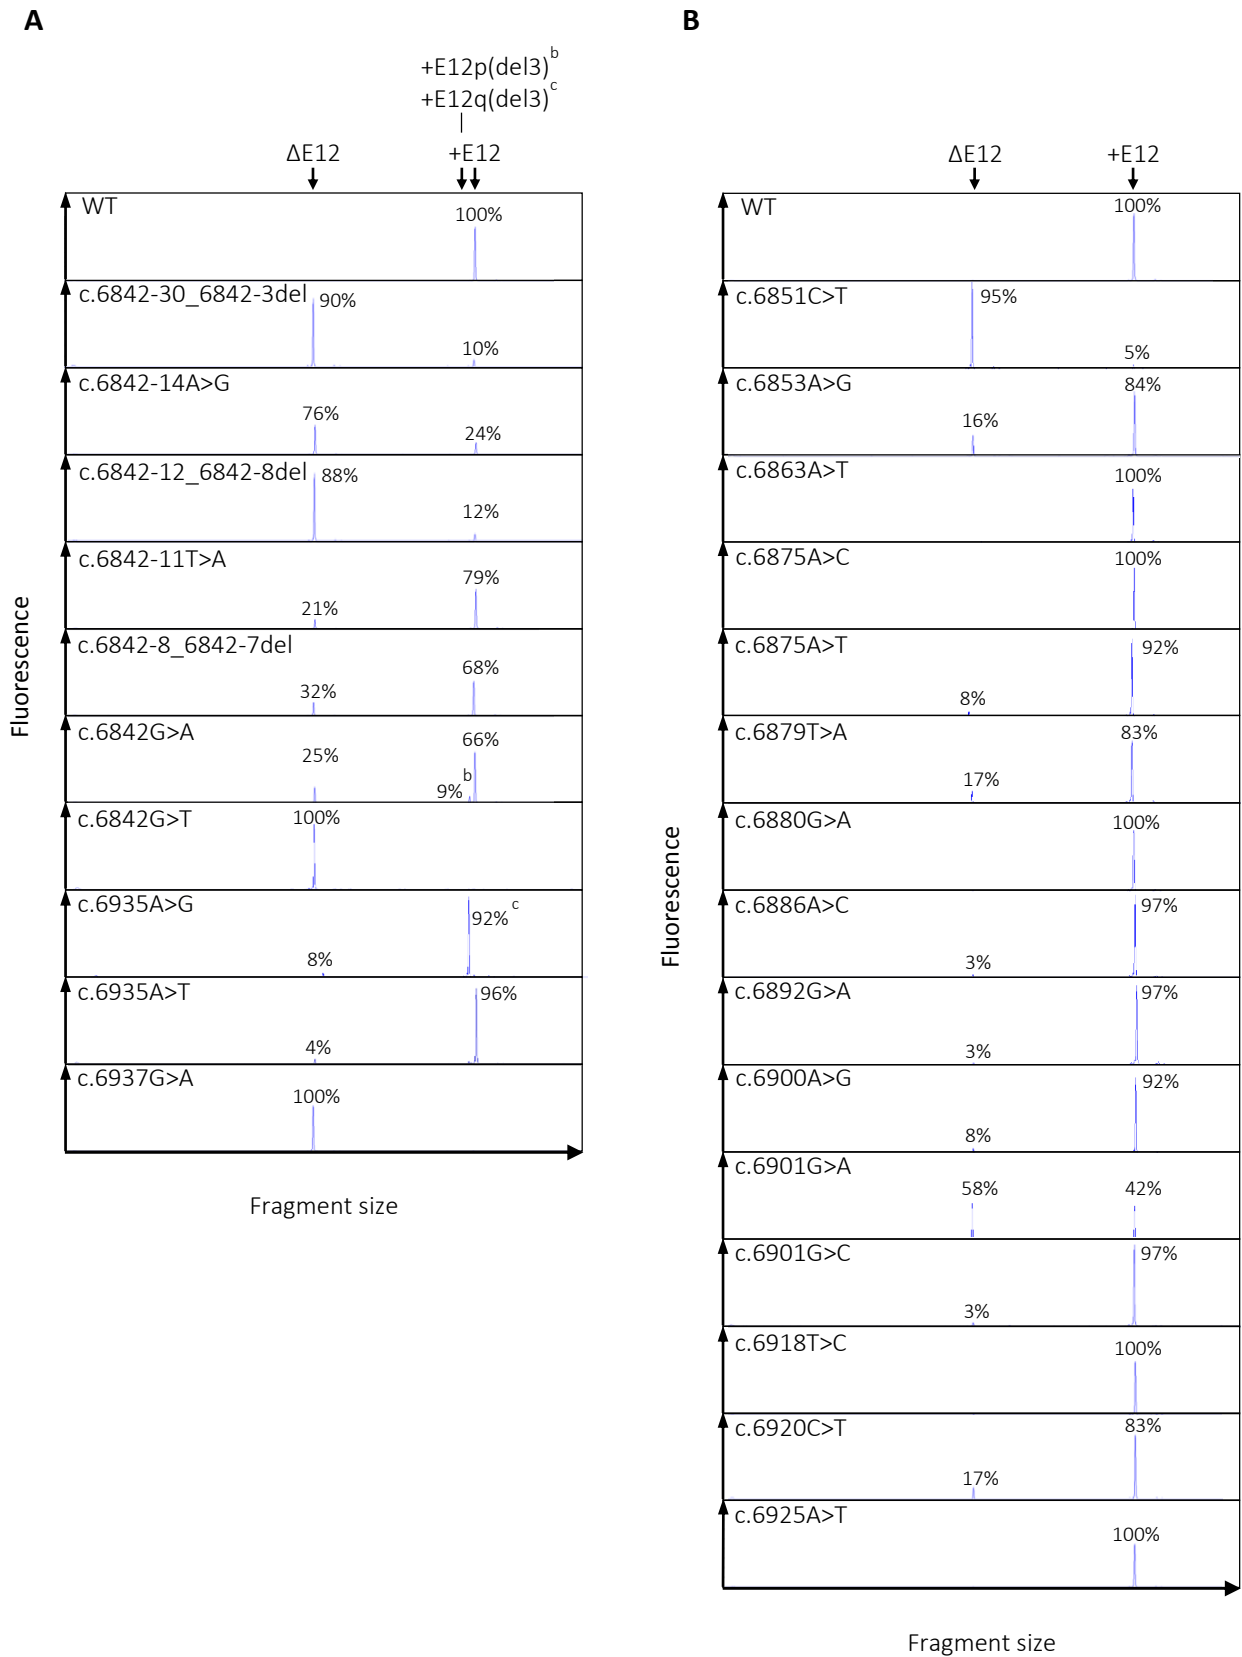 A
+E12p(del3)b
+E12q(del3)c
ΔE12 +E12
WT
100%
c.6842-30_6842-3del 90%
10%
c.6842-14A>G
76%
24%
c.6842-12_6842-8del 88%
12%
c.6842-11T>A
79%
21%
c.6842-8_6842-7del
68%
32%
c.6842G>A
66%
25%
b
9%
c.6842G>T
100%
c.6935A>G
92% c
8%
c.6935A>T
96%
4%
c.6937G>A
100%
Fluorescence
Fragment size
B
ΔE12 +E12
WT
100%
c.6851C>T 95%
5%
c.6853A>G 84%
16%
c.6863A>T
100%
c.6875A>C
100%
c.6875A>T 92%
8%
c.6879T>A 83%
17%
c.6880G>A
100%
c.6886A>C 97%
3%
c.6892G>A 97%
3%
c.6900A>G 92%
8%
c.6901G>A
58% 42%
c.6901G>C 97%
3%
c.6918T>C
100%
c.6920C>T 83%
17%
c.6925A>T
100%
Fluorescence
Fragment size